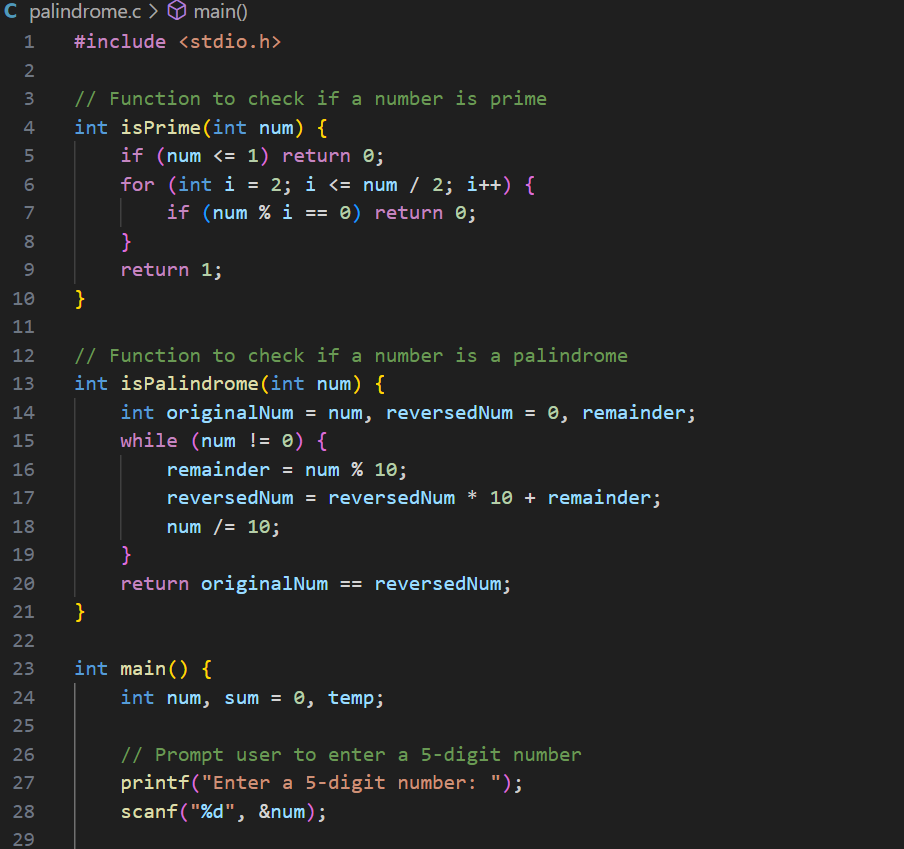 C palindrome.c > main()
1 #include <stdio.h>
2
3 // Function to check if a number is prime
4 int isPrime(int num) {
5     if (num <= 1) return 0;
6     for (int i = 2; i <= num / 2; i++) {
7         if (num % i == 0) return 0;
8     }
9     return 1;
10 }
11
12 // Function to check if a number is a palindrome
13 int isPalindrome(int num) {
14     int originalNum = num, reversedNum = 0, remainder;
15     while (num != 0) {
16         remainder = num % 10;
17         reversedNum = reversedNum * 10 + remainder;
18         num /= 10;
19     }
20     return originalNum == reversedNum;
21 }
22
23 int main() {
24     int num, sum = 0, temp;
25
26     // Prompt user to enter a 5-digit number
27     printf("Enter a 5-digit number: ");
28     scanf("%d", &num);
29